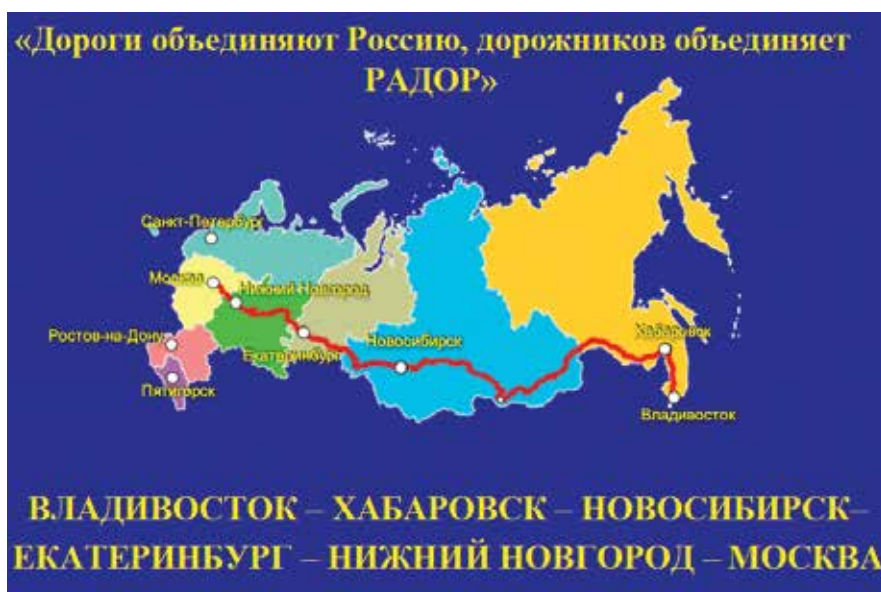 «Дороги объединяют Россию, дорожников объединяет
РАДОР»
Санкт-Петербург
Москва
Нижний Новгород
Ростов-на-Дону
Екатеринбург
Новосибирск
Хабаровск
Пятигорск
Владивосток
ВЛАДИВОСТОК – ХАБАРОВСК – НОВОСИБИРСК–
ЕКАТЕРИНБУРГ – НИЖНИЙ НОВГОРОД – МОСКВА